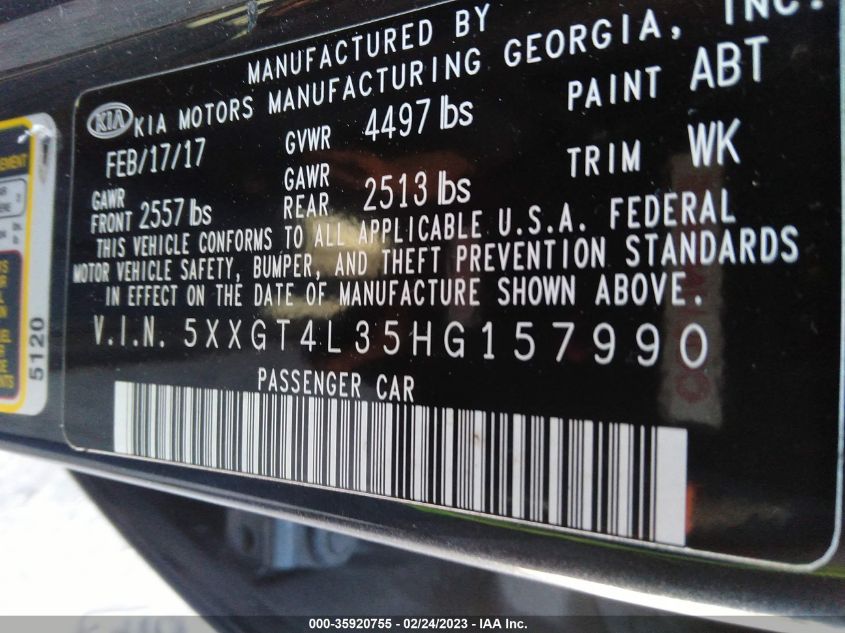 MANUFACTURED BY
KIA KIA MOTORS MANUFACTURING GEORGIA, INC.
FEB/17/17 GVWR 4497 lbs PAINT ABT
GAWR FRONT 2557 lbs GAWR REAR 2513 lbs TRIM WK
THIS VEHICLE CONFORMS TO ALL APPLICABLE U.S.A. FEDERAL
MOTOR VEHICLE SAFETY, BUMPER, AND THEFT PREVENTION STANDARDS
IN EFFECT ON THE DATE OF MANUFACTURE SHOWN ABOVE.
V.I.N. 5XXGT4L35HG157990
PASSENGER CAR
5120
000-35920755 - 02/24/2023 - IAA Inc.